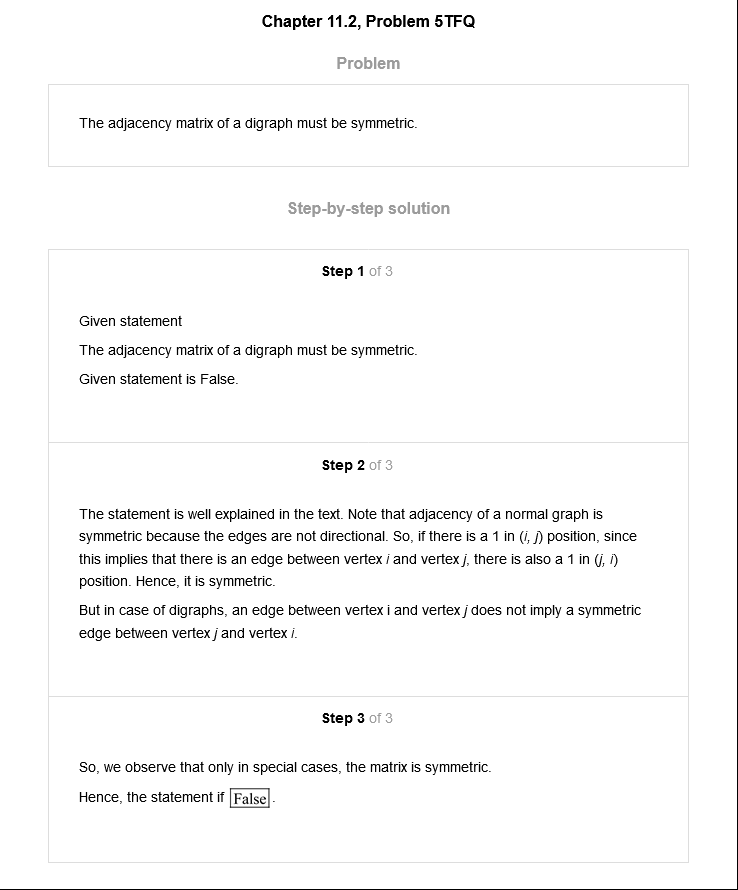 Chapter 11.2, Problem 5TFQ
Problem
The adjacency matrix of a digraph must be symmetric.
Step-by-step solution
Step 1 of 3
Given statement
The adjacency matrix of a digraph must be symmetric.
Given statement is False.
Step 2 of 3
The statement is well explained in the text. Note that adjacency of a normal graph is
symmetric because the edges are not directional. So, if there is a 1 in (i, j) position, since
this implies that there is an edge between vertex i and vertex j, there is also a 1 in (j, i)
position. Hence, it is symmetric.
But in case of digraphs, an edge between vertex i and vertex j does not imply a symmetric
edge between vertex j and vertex i.
Step 3 of 3
So, we observe that only in special cases, the matrix is symmetric.
Hence, the statement if False.